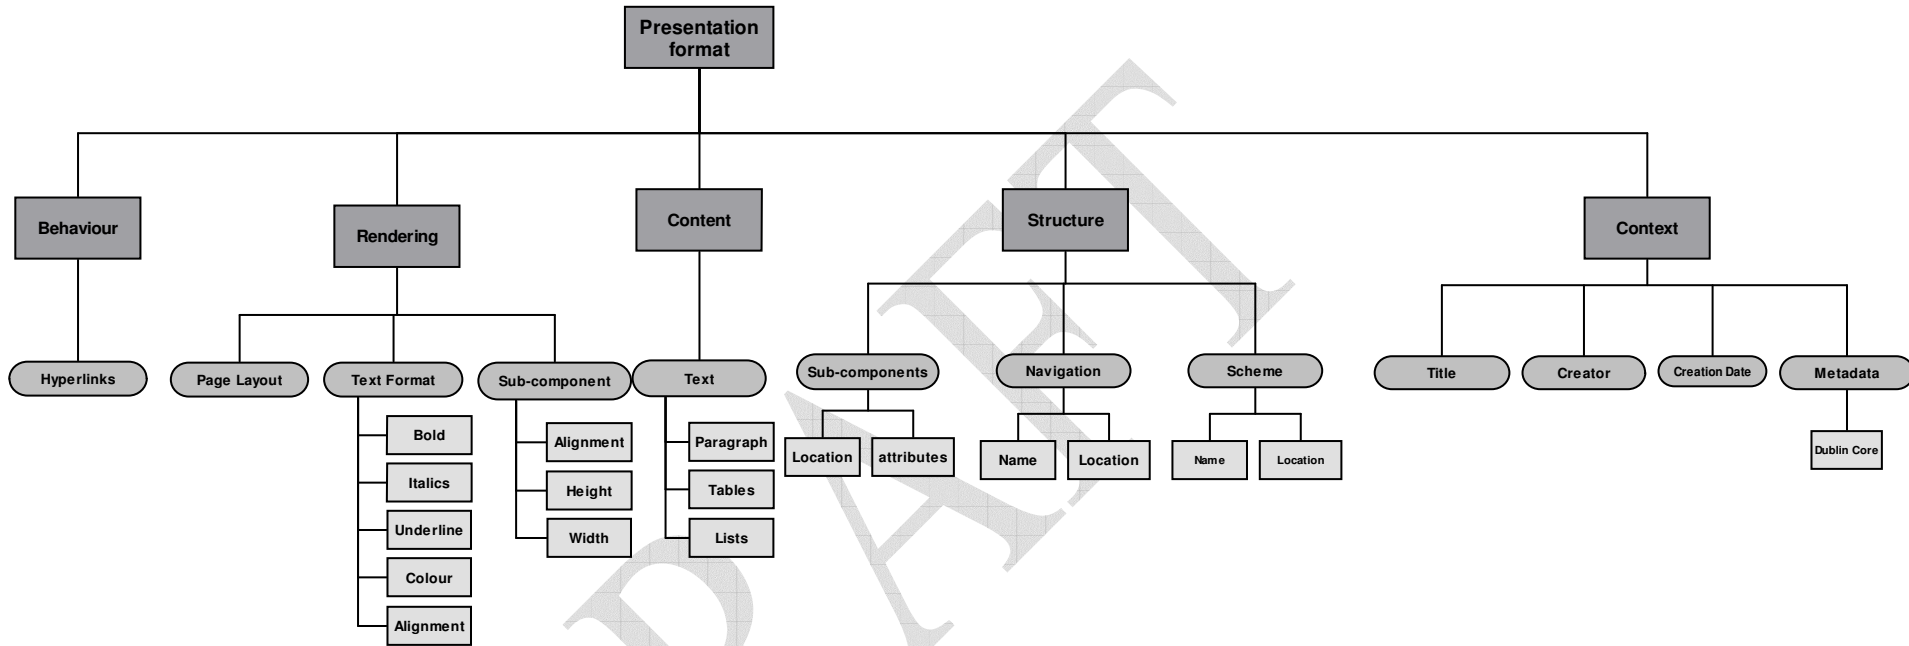 Presentation
format
Behaviour
Rendering
Content
Structure
Context
Hyperlinks
Page Layout
Text Format
Sub-component
Text
Sub-components
Navigation
Scheme
Title
Creator
Creation Date
Metadata
Bold
Italics
Underline
Colour
Alignment
Alignment
Height
Width
Paragraph
Tables
Lists
Location
attributes
Name
Location
Name
Location
Dublin Core
DRAFT